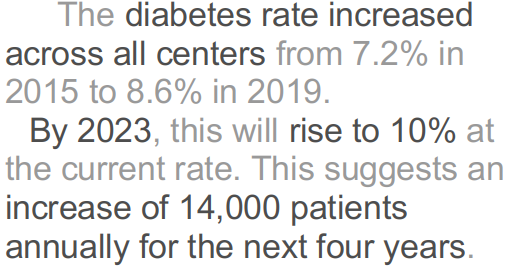 The diabetes rate increased
across all centers from 7.2% in
2015 to 8.6% in 2019.
By 2023, this will rise to 10% at
the current rate. This suggests an
increase of 14,000 patients
annually for the next four years.